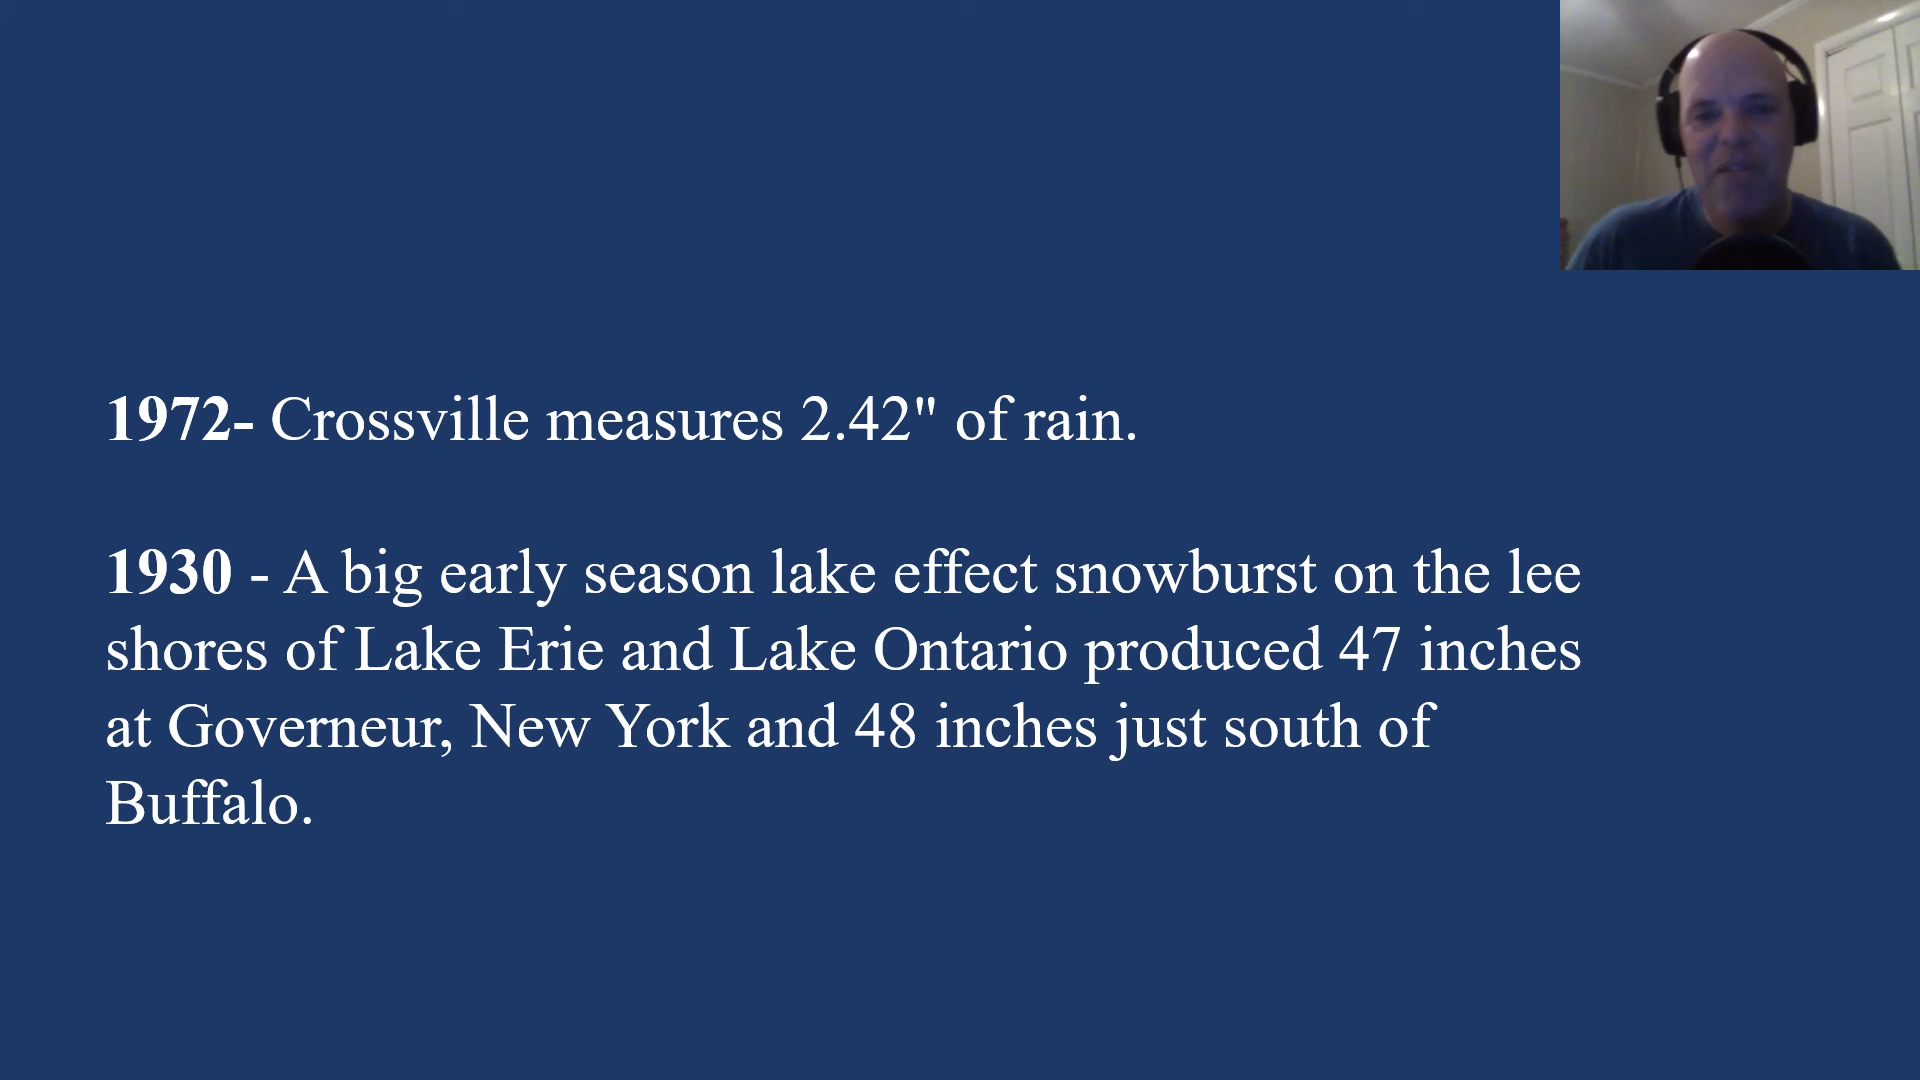 1972- Crossville measures 2.42" of rain.
1930 - A big early season lake effect snowburst on the lee
shores of Lake Erie and Lake Ontario produced 47 inches
at Governeur, New York and 48 inches just south of
Buffalo.